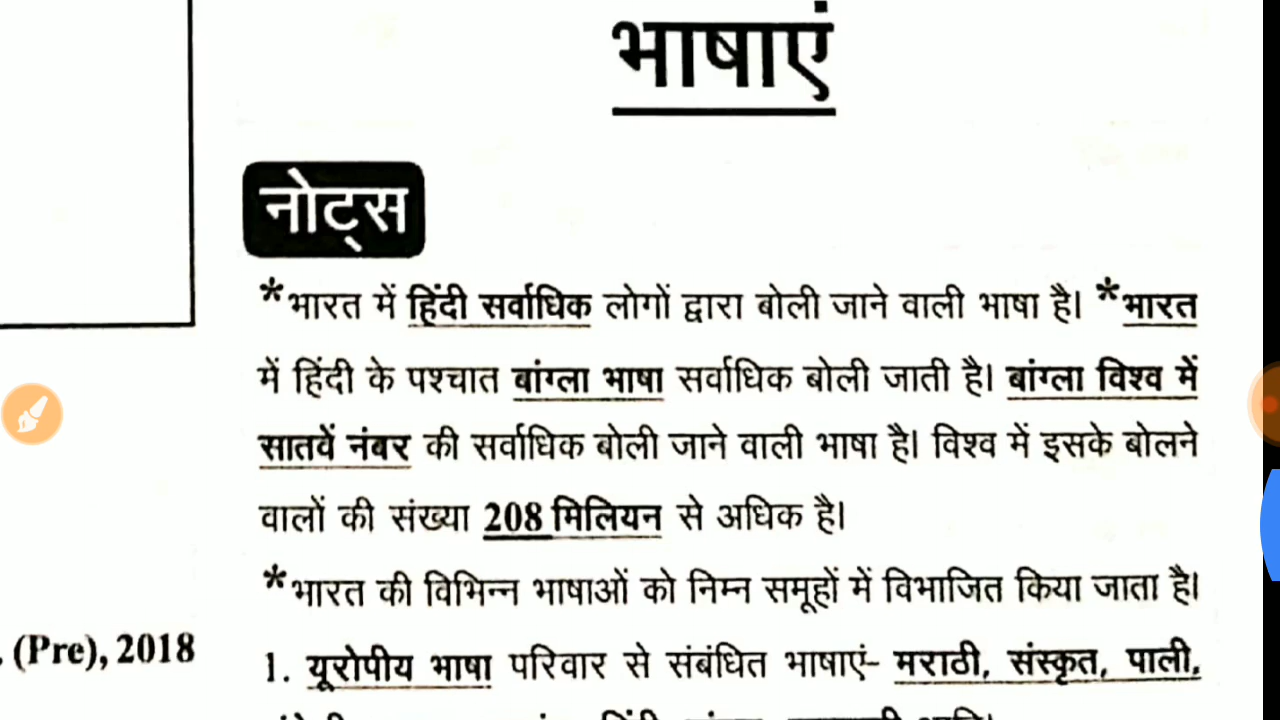 भाषाएं
नोट्स
*भारत में हिंदी सर्वाधिक लोगों द्वारा बोली जाने वाली भाषा है। *भारत
में हिंदी के पश्चात बांग्ला भाषा सर्वाधिक बोली जाती है। बांग्ला विश्व में
सातवें नंबर की सर्वाधिक बोली जाने वाली भाषा है। विश्व में इसके बोलने
वालों की संख्या 208 मिलियन से अधिक है।
*भारत की विभिन्न भाषाओं को निम्न समूहों में विभाजित किया जाता है।
. (Pre), 2018
1. यूरोपीय भाषा परिवार से संबंधित भाषाएं- मराठी, संस्कृत, पाली,